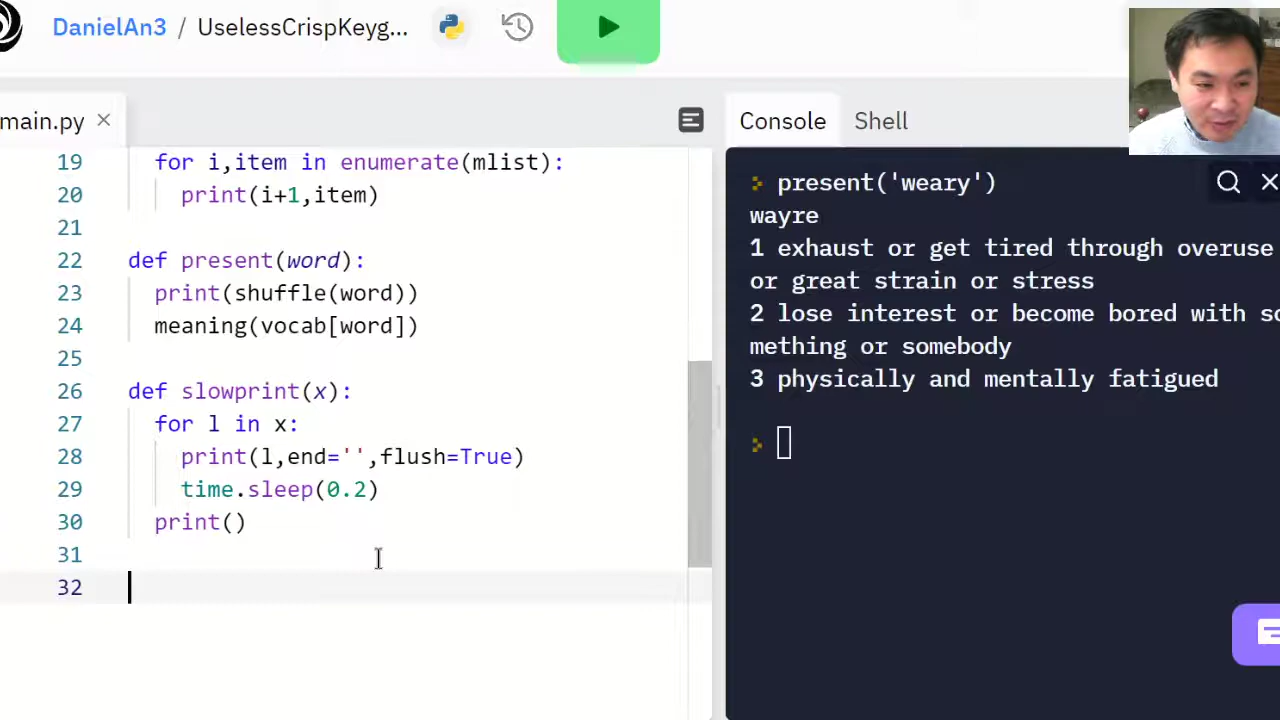 DanielAn3 / UselessCrispKeyg...
main.py ×
Console Shell
19 for i,item in enumerate(mlist):
20 print(i+1,item)
21
22 def present(word):
23 print(shuffle(word))
24 meaning(vocab[word])
25
26 def slowprint(x):
27 for l in x:
28 print(l,end='',flush=True)
29 time.sleep(0.2)
30 print()
31
32
present('weary')
wayre
1 exhaust or get tired through overuse
or great strain or stress
2 lose interest or become bored with so
mething or somebody
3 physically and mentally fatigued